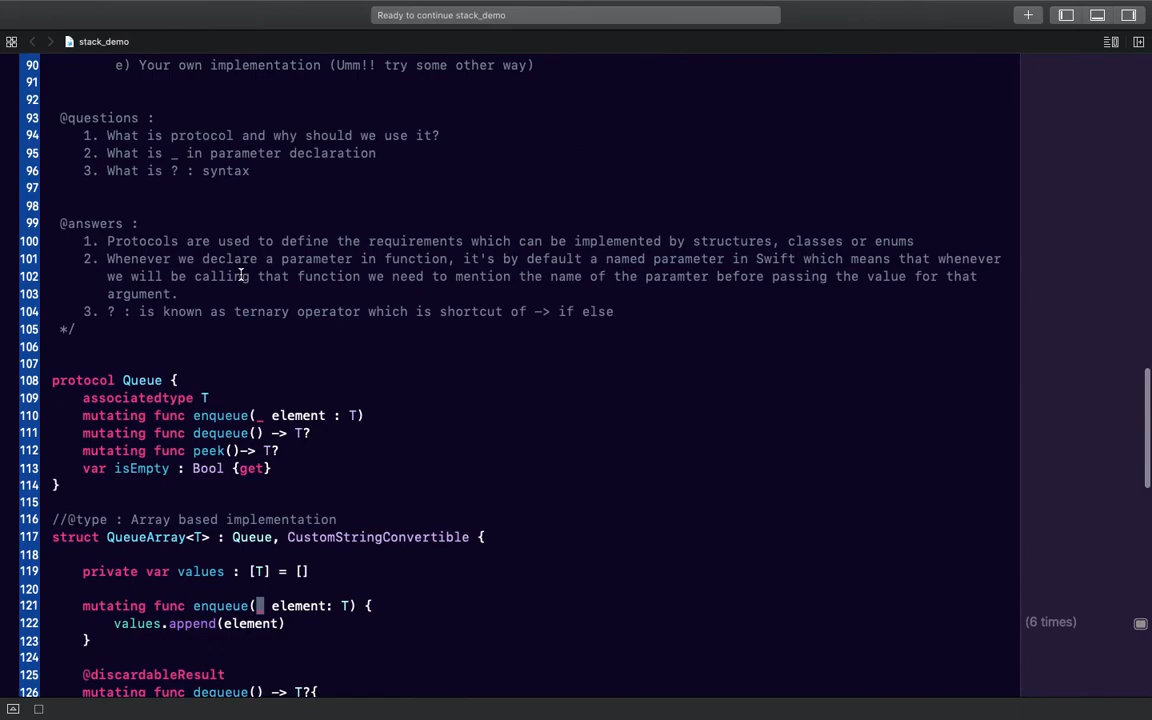 Ready to continue stack_demo
stack_demo
90 e) Your own implementation (Umm!! try some other way)
91
92
93 @questions :
94 1. What is protocol and why should we use it?
95 2. What is _ in parameter declaration
96 3. What is ? : syntax
97
98
99 @answers :
100 1. Protocols are used to define the requirements which can be implemented by structures, classes or enums
101 2. Whenever we declare a parameter in function, it's by default a named parameter in Swift which means that whenever
102 we will be calling that function we need to mention the name of the paramter before passing the value for that
103 argument.
104 3. ? : is known as ternary operator which is shortcut of -> if else
105 */
106
107
108 protocol Queue {
109 associatedtype T
110 mutating func enqueue(_ element : T)
111 mutating func dequeue() -> T?
112 mutating func peek()-> T?
113 var isEmpty : Bool {get}
114 }
115
116 //@type : Array based implementation
117 struct QueueArray<T> : Queue, CustomStringConvertible {
118
119 private var values : [T] = []
120
121 mutating func enqueue( element: T) {
122 values.append(element) (6 times)
123 }
124
125 @discardableResult
126 mutating func dequeue() -> T?{